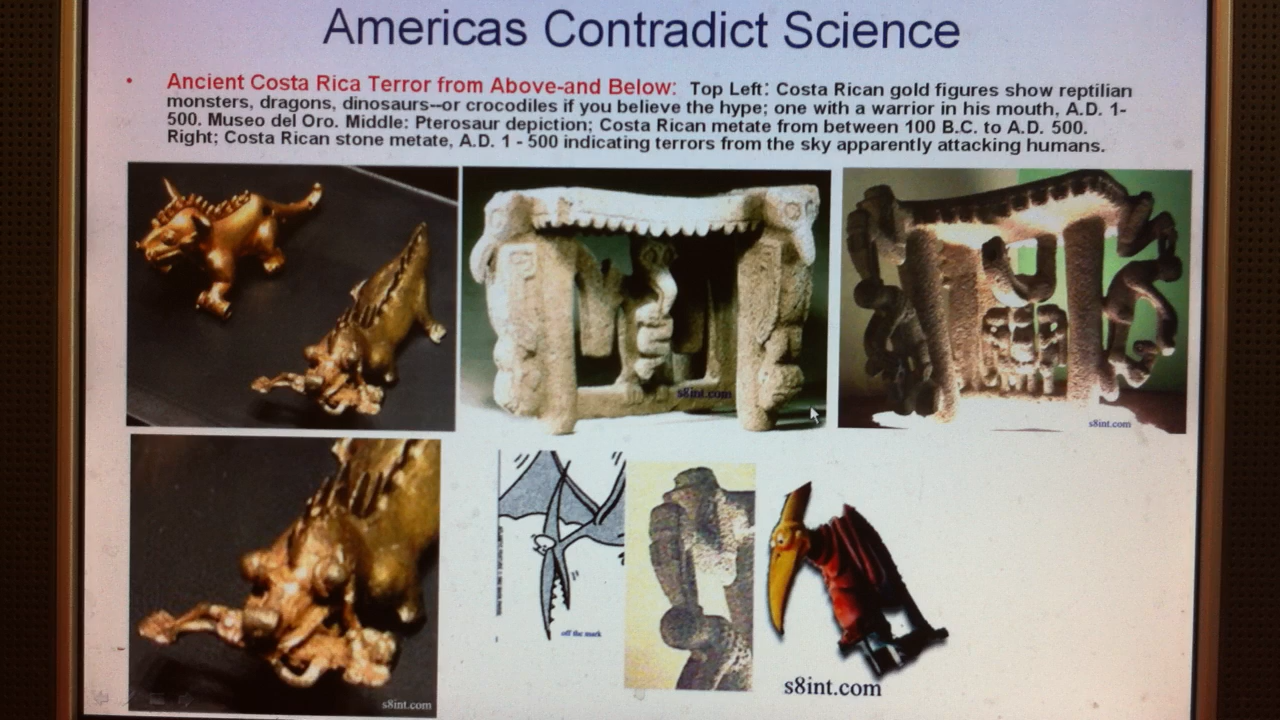 Americas Contradict Science
• Ancient Costa Rica Terror from Above-and Below: Top Left: Costa Rican gold figures show reptilian
monsters, dragons, dinosaurs--or crocodiles if you believe the hype; one with a warrior in his mouth, A.D. 1-
500. Museo del Oro. Middle: Pterosaur depiction; Costa Rican metate from between 100 B.C. to A.D. 500.
Right; Costa Rican stone metate, A.D. 1 - 500 indicating terrors from the sky apparently attacking humans.
s8int.com
s8int.com
off the mark
s8int.com
s8int.com